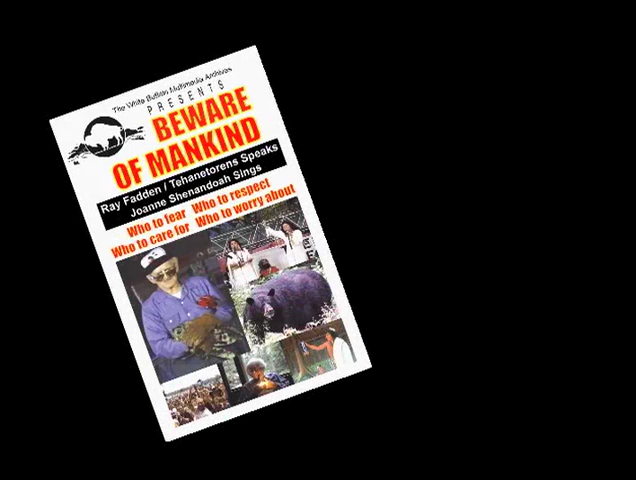 The White Buffalo Multimedia Archives
PRESENTS
BEWARE
OF MANKIND
Ray Fadden / Tehanetorens Speaks
Joanne Shenandoah Sings
Who to fear Who to respect
Who to care for Who to worry about